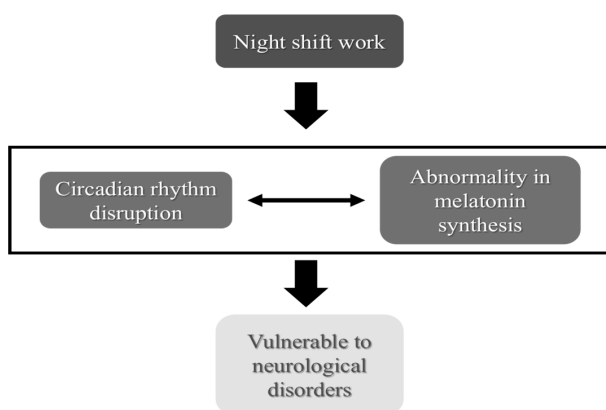 Night shift work
Circadian rhythm
disruption
Abnormality in
melatonin
synthesis
Vulnerable to
neurological
disorders